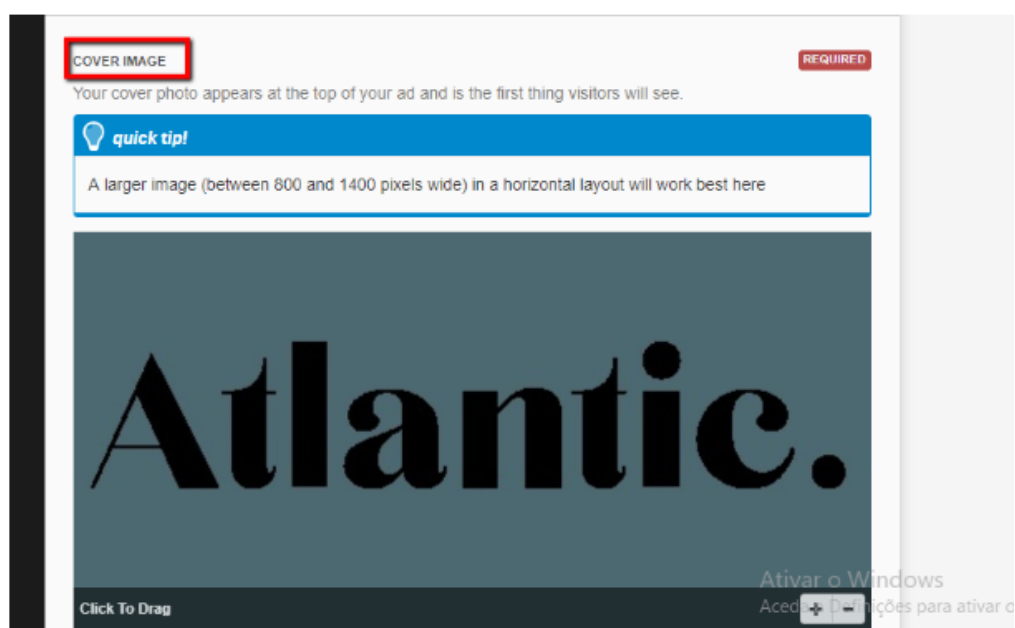 COVER IMAGE
REQUIRED
Your cover photo appears at the top of your ad and is the first thing visitors will see.
quick tip!
A larger image (between 800 and 1400 pixels wide) in a horizontal layout will work best here
Atlantic.
Ativar o Windows
Click To Drag
+ -
para ativar o